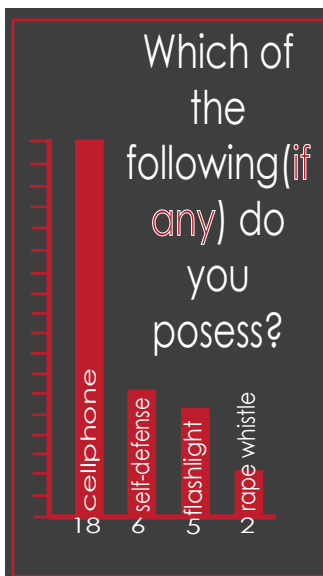 Which of
the
following(if
any) do
you
posess?
cellphone
self-defense
flashlight
rape whistle
18 6 5 2